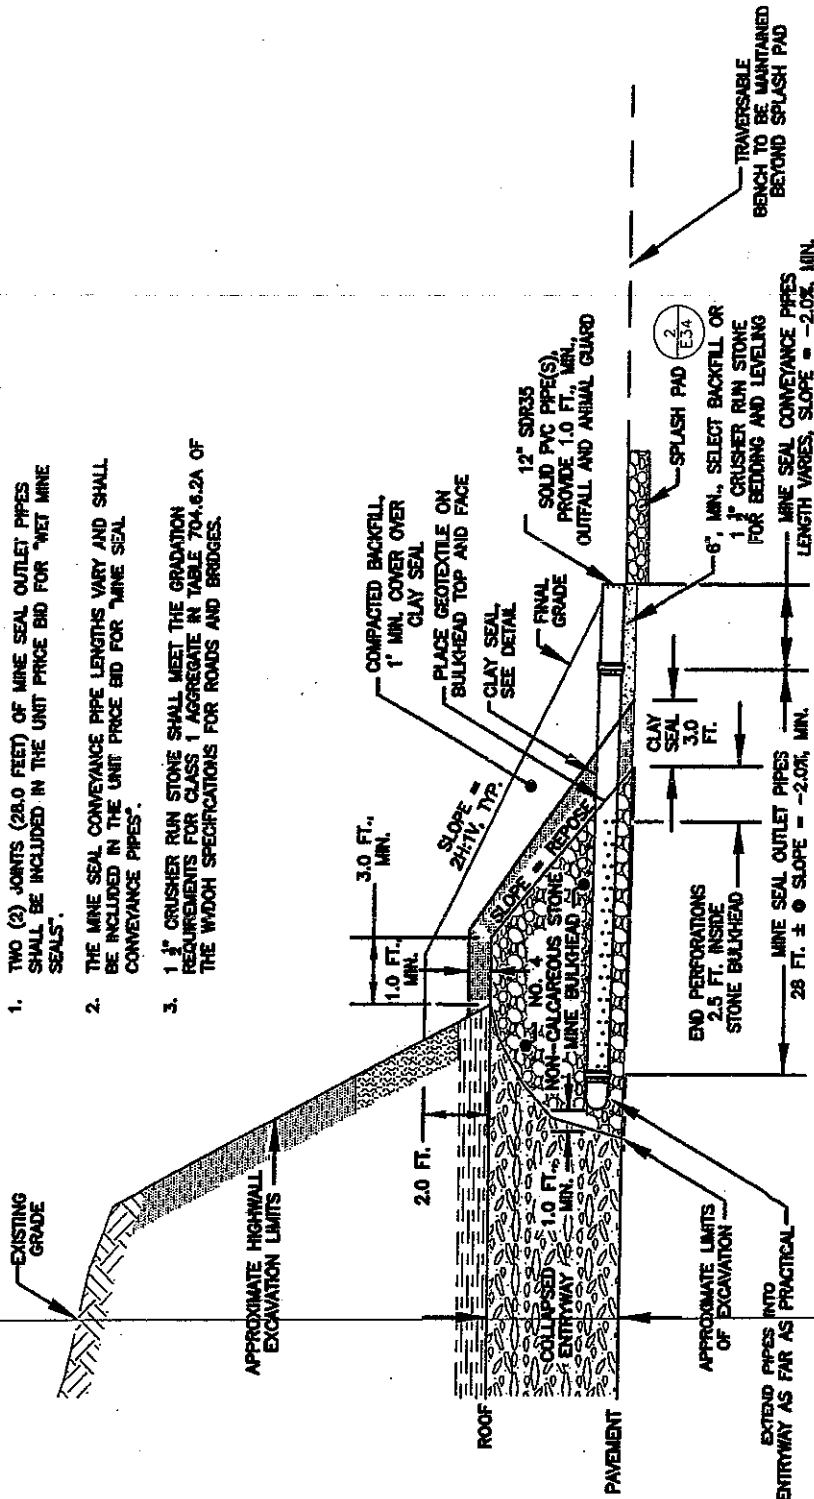 1. TWO (2) JOINTS (28.0 FEET) OF MINE SEAL OUTLET PIPES
SHALL BE INCLUDED IN THE UNIT PRICE BID FOR "WET MINE
SEALS".
2. THE MINE SEAL CONVEYANCE PIPE LENGTHS VARY AND SHALL
BE INCLUDED IN THE UNIT PRICE BID FOR "MINE SEAL
CONVEYANCE PIPES".
3. 1 1/2" CRUSHER RUN STONE SHALL MEET THE GRADATION
REQUIREMENTS FOR CLASS 1 AGGREGATE IN TABLE 704.6.2A OF
THE WVDOH SPECIFICATIONS FOR ROADS AND BRIDGES.
EXISTING
GRADE
APPROXIMATE HIGHWALL
EXCAVATION LIMITS
2.0 FT.
1.0 FT.,
MIN.
3.0 FT.,
MIN.
SLOPE =
2H:1V, TYP.
COMPACTED BACKFILL,
1' MIN. COVER OVER
CLAY SEAL
PLACE GEOTEXTILE ON
BULKHEAD TOP AND FACE
CLAY SEAL,
SEE DETAIL
FINAL
GRADE
12" SDR35
SOLID PVC PIPE(S),
PROVIDE 1.0 FT., MIN.,
OUTFALL AND ANIMAL GUARD
2
E34
SPLASH PAD
TRAVERSABLE
BENCH TO BE MAINTAINED
BEYOND SPLASH PAD
ROOF
COLLAPSED
ENTRYWAY
1.0 FT.,
MIN.
NO. 4
NON-CALCAREOUS STONE
MINE BULKHEAD
SLOPE = REPOSE
PAVEMENT
APPROXIMATE LIMITS
OF EXCAVATION
EXTEND PIPES INTO
ENTRYWAY AS FAR AS PRACTICAL
END PERFORATIONS
2.5 FT. INSIDE
STONE BULKHEAD
CLAY
SEAL
3.0
FT.
6", MIN., SELECT BACKFILL OR
1 1/2" CRUSHER RUN STONE
FOR BEDDING AND LEVELING
MINE SEAL OUTLET PIPES
28 FT. ± @ SLOPE = -2.0%, MIN.
MINE SEAL CONVEYANCE PIPES
LENGTH VARIES, SLOPE = -2.0%, MIN.